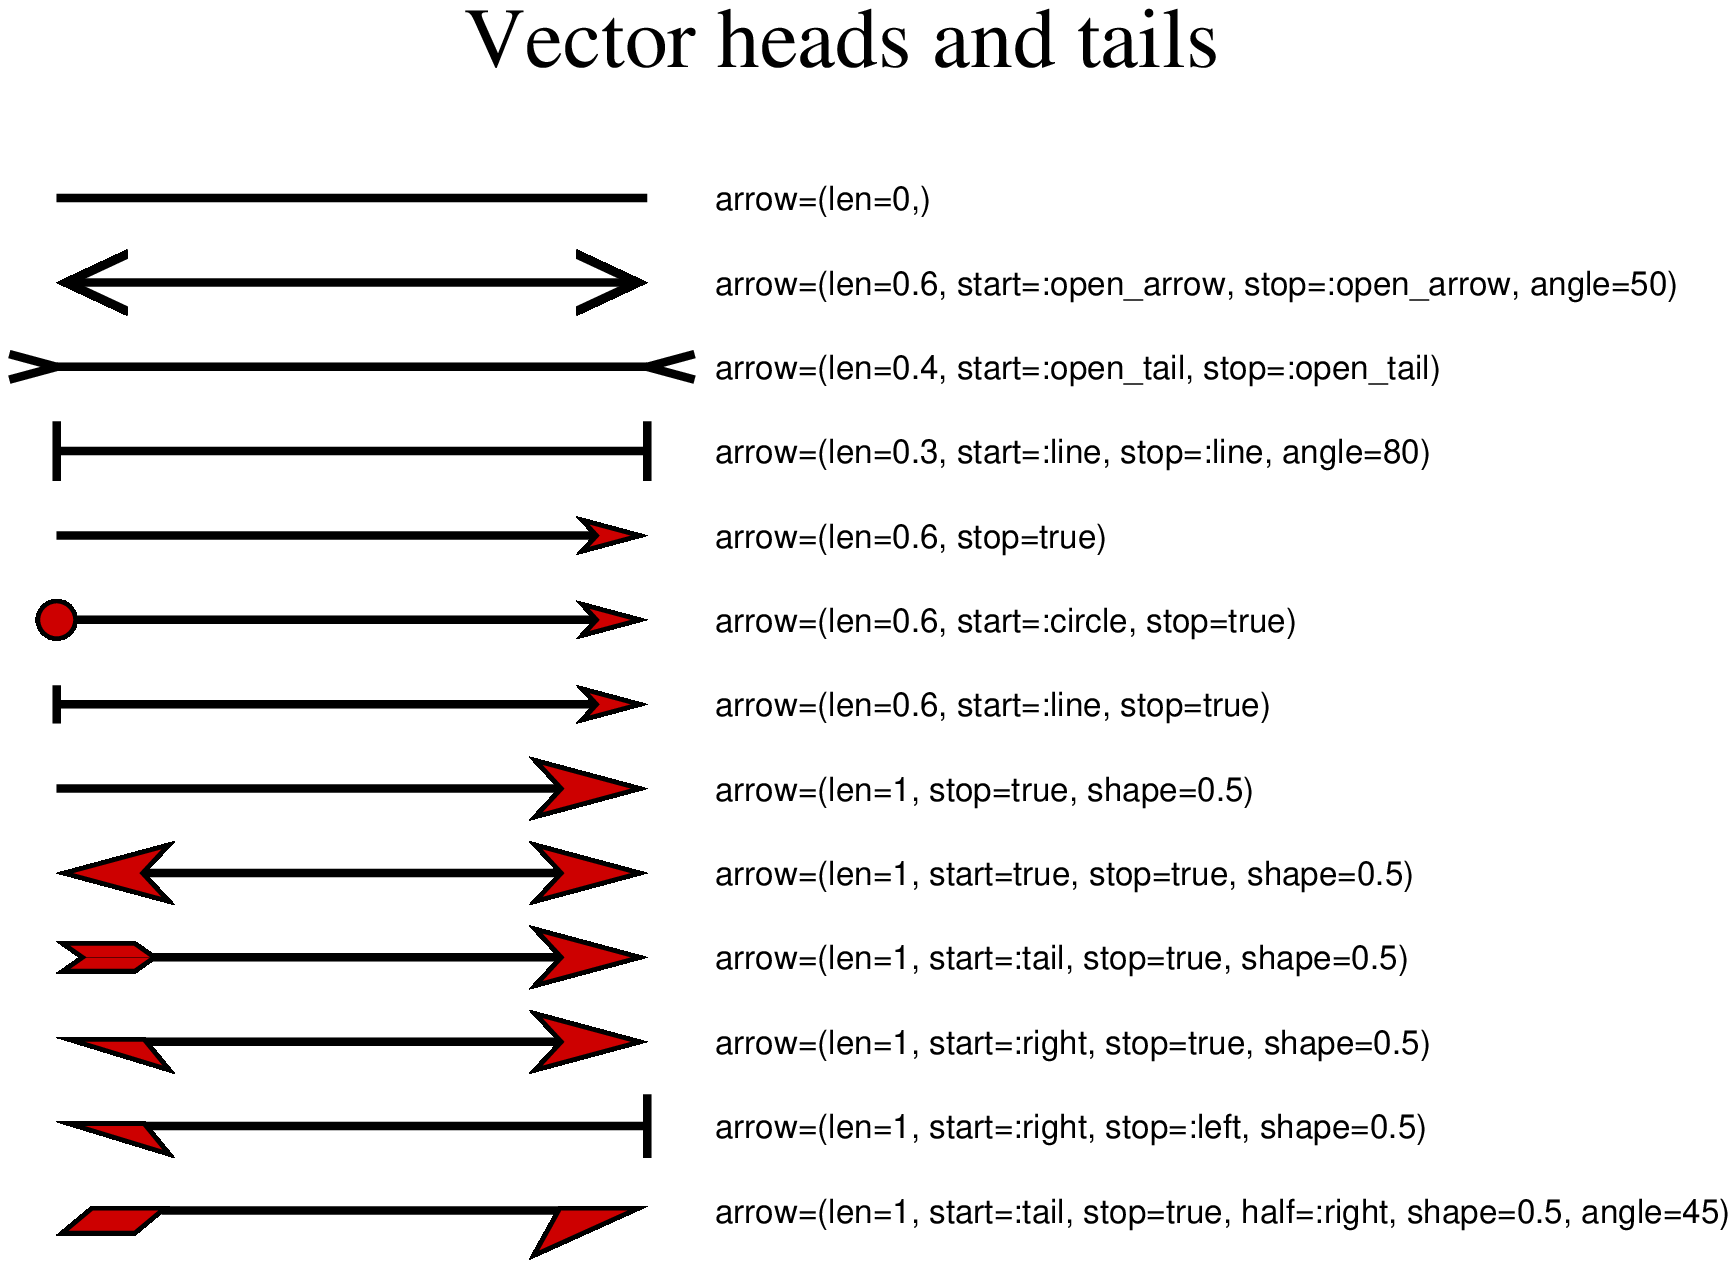 Vector heads and tails
arrow=(len=0,)
arrow=(len=0.6, start=:open_arrow, stop=:open_arrow, angle=50)
arrow=(len=0.4, start=:open_tail, stop=:open_tail)
arrow=(len=0.3, start=:line, stop=:line, angle=80)
arrow=(len=0.6, stop=true)
arrow=(len=0.6, start=:circle, stop=true)
arrow=(len=0.6, start=:line, stop=true)
arrow=(len=1, stop=true, shape=0.5)
arrow=(len=1, start=true, stop=true, shape=0.5)
arrow=(len=1, start=:tail, stop=true, shape=0.5)
arrow=(len=1, start=:right, stop=true, shape=0.5)
arrow=(len=1, start=:right, stop=:left, shape=0.5)
arrow=(len=1, start=:tail, stop=true, half=:right, shape=0.5, angle=45)